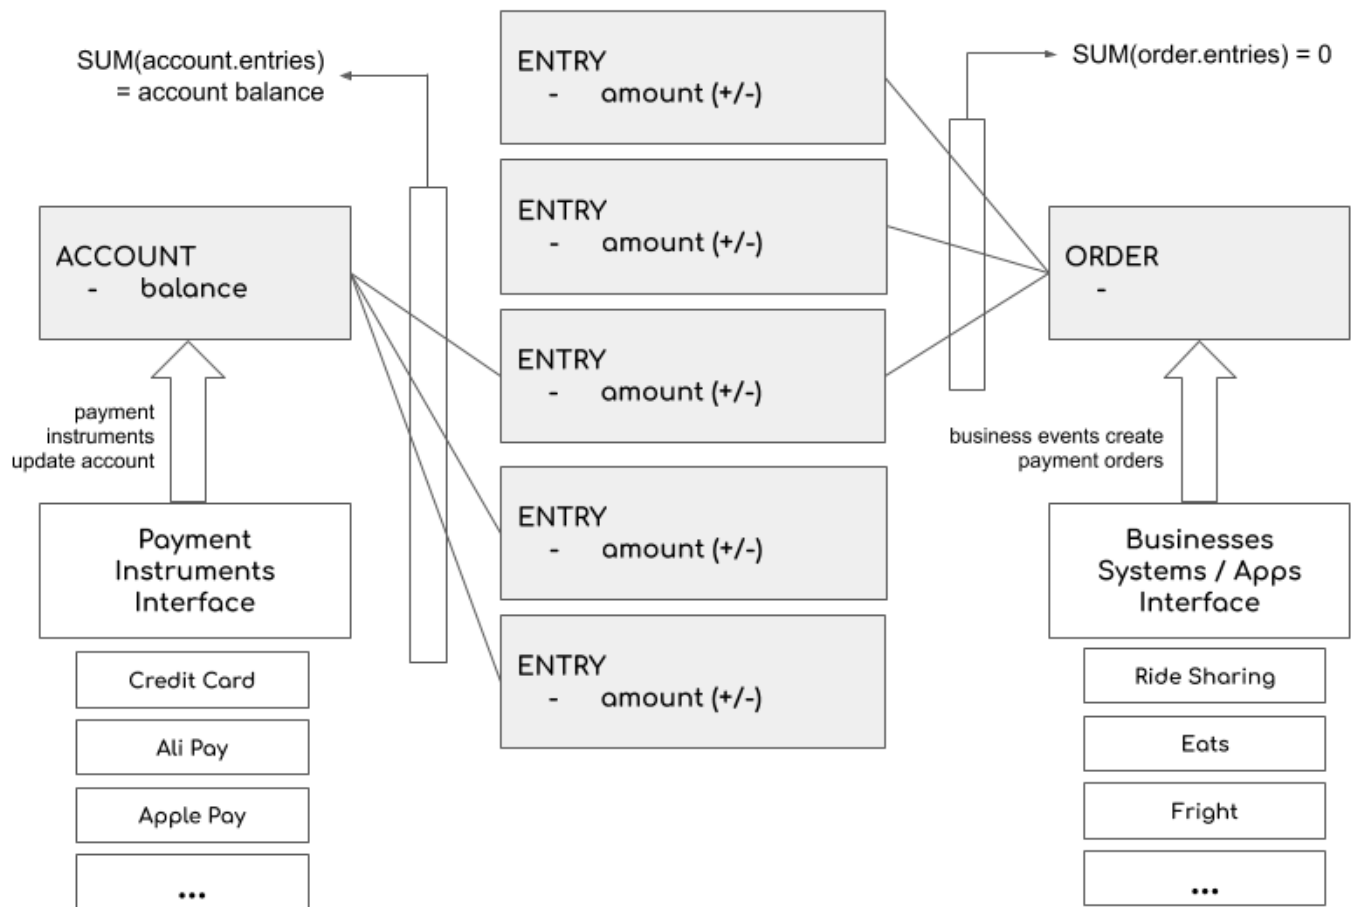 SUM(account.entries)
= account balance
ENTRY
- amount (+/-)
SUM(order.entries) = 0
ENTRY
- amount (+/-)
ACCOUNT
- balance
ORDER
-
ENTRY
- amount (+/-)
payment
instruments
update account
business events create
payment orders
ENTRY
- amount (+/-)
Payment
Instruments
Interface
Businesses
Systems / Apps
Interface
ENTRY
- amount (+/-)
Credit Card
Ali Pay
Apple Pay
...
Ride Sharing
Eats
Fright
...